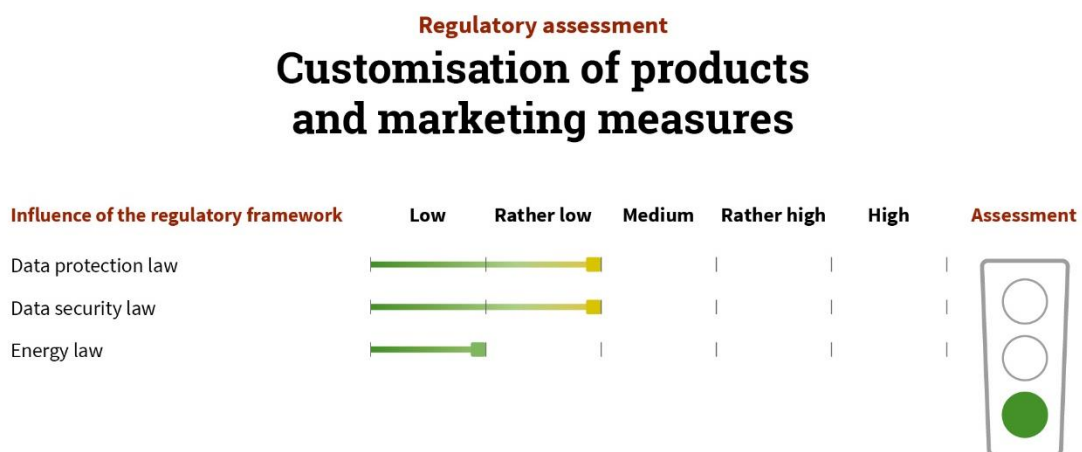 Regulatory assessment
Customisation of products
and marketing measures
Influence of the regulatory framework Low Rather low Medium Rather high High Assessment
Data protection law
Data security law
Energy law